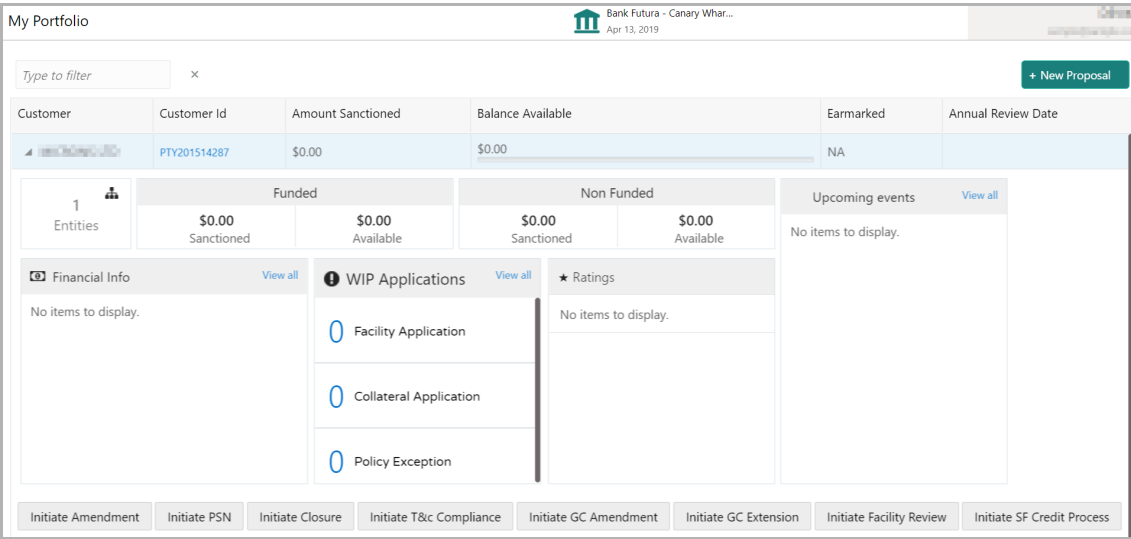 My Portfolio
Bank Futura - Canary Whar...
Apr 13, 2019
Type to filter
+ New Proposal
Customer Customer Id Amount Sanctioned Balance Available Earmarked Annual Review Date
PTY201514287 $0.00 $0.00 NA
1
Entities
Funded
$0.00 $0.00
Sanctioned Available
Non Funded
$0.00 $0.00
Sanctioned Available
Upcoming events View all
No items to display.
Financial Info View all
No items to display.
WIP Applications View all
0 Facility Application
0 Collateral Application
0 Policy Exception
Ratings
No items to display.
Initiate Amendment Initiate PSN Initiate Closure Initiate T&c Compliance Initiate GC Amendment Initiate GC Extension Initiate Facility Review Initiate SF Credit Process